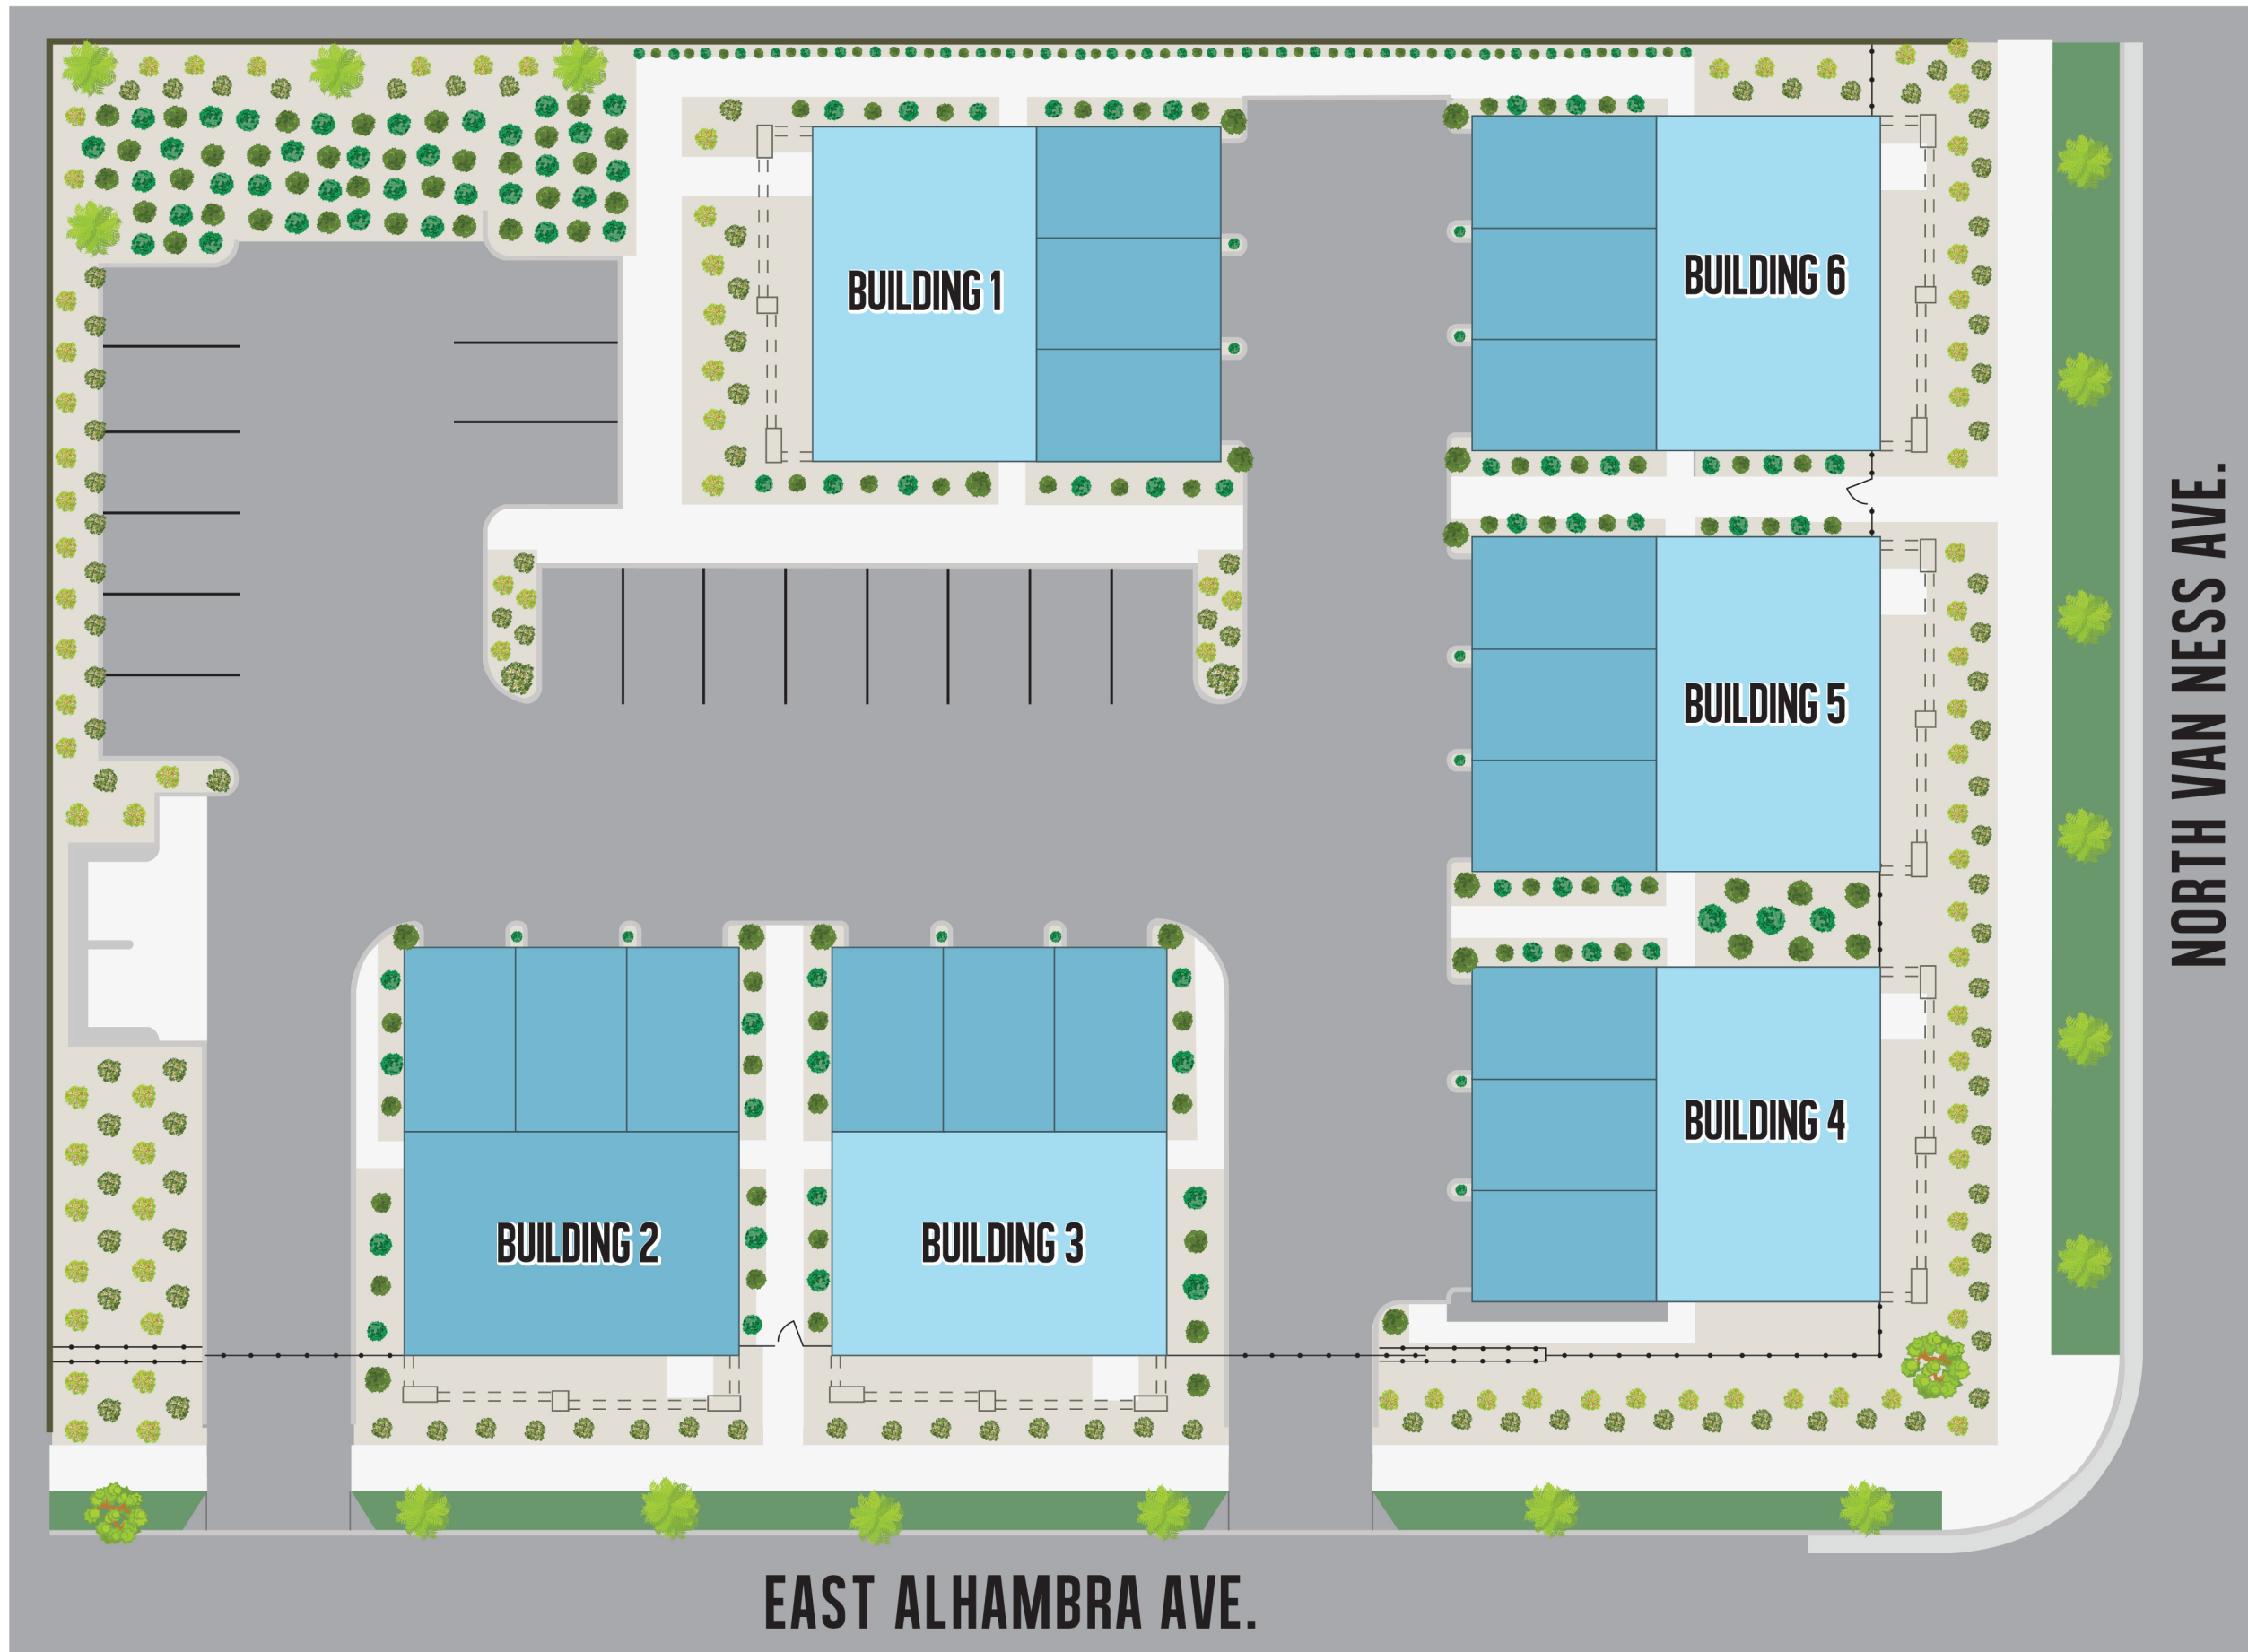 BUILDING 1
BUILDING 6
BUILDING 5
BUILDING 4
BUILDING 2
BUILDING 3
NORTH VAN NESS AVE.
EAST ALHAMBRA AVE.